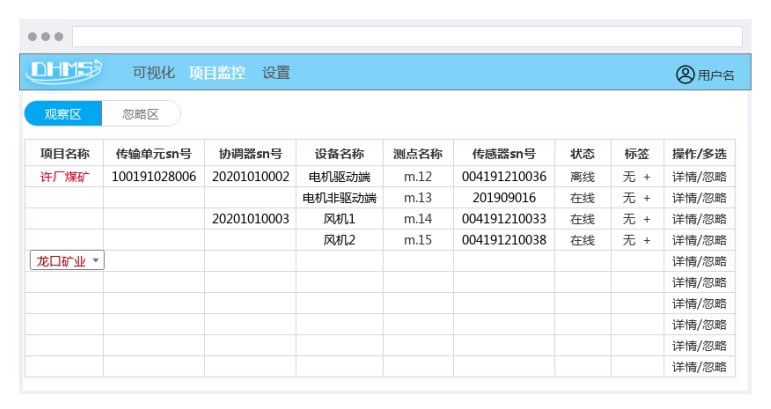 DHMS
可视化 项目监控 设置 用户名
观察区 忽略区
项目名称 传输单元sn号 协调器sn号 设备名称 测点名称 传感器sn号 状态 标签 操作/多选
许厂煤矿 100191028006 20201010002 电机驱动端 m.12 004191210036 离线 无 + 详情/忽略
电机非驱动端 m.13 201909016 在线 无 + 详情/忽略
20201010003 风机1 m.14 004191210033 在线 无 + 详情/忽略
风机2 m.15 004191210038 在线 无 + 详情/忽略
龙口矿业 详情/忽略
详情/忽略
详情/忽略
详情/忽略
详情/忽略
详情/忽略